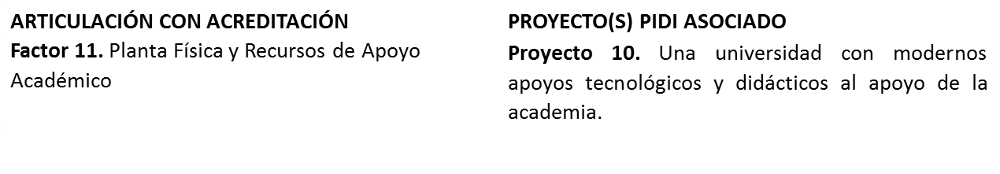 ARTICULACIÓN CON ACREDITACIÓN
Factor 11. Planta Física y Recursos de Apoyo
Académico
PROYECTO(S) PIDI ASOCIADO
Proyecto 10. Una universidad con modernos
apoyos tecnológicos y didácticos al apoyo de la
academia.